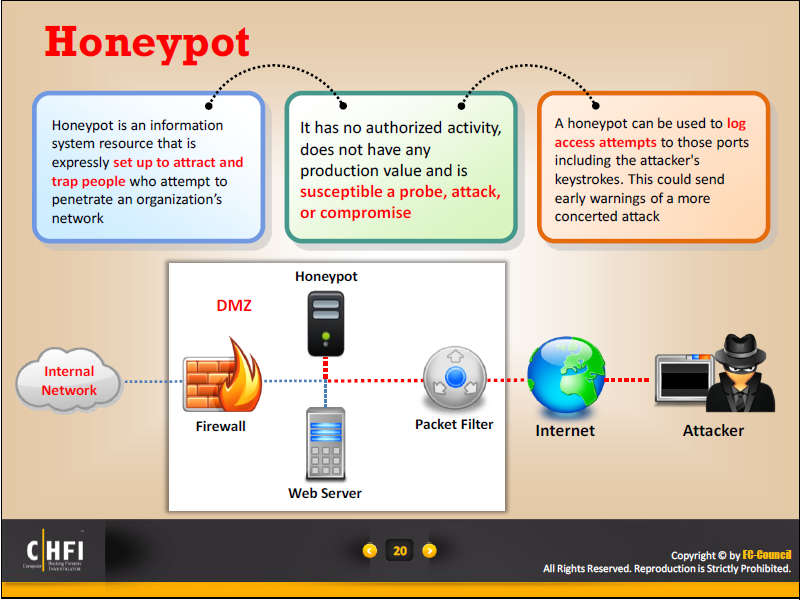 Honeypot
Honeypot is an information
system resource that is
expressly set up to attract and
trap people who attempt to
penetrate an organization's
network
It has no authorized activity,
does not have any
production value and is
susceptible a probe, attack,
or compromise
A honeypot can be used to log
access attempts to those ports
including the attacker's
keystrokes. This could send
early warnings of a more
concerted attack
Honeypot
DMZ
Internal
Network
Firewall
Packet Filter
Internet
Attacker
Web Server
CHFI
Computer
Hacking Forensic
INVESTIGATOR
20
Copyright © by EC-Council
All Rights Reserved. Reproduction is Strictly Prohibited.